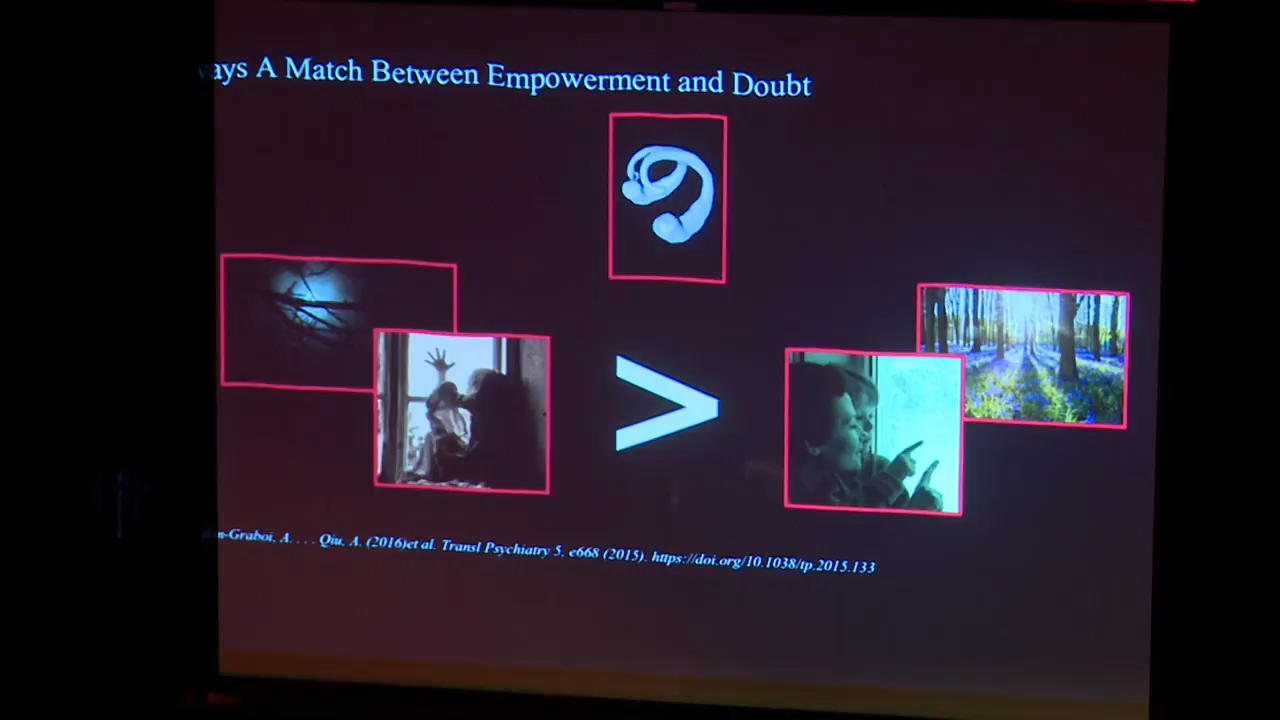 ays A Match Between Empowerment and Doubt
>
n-Graboi, A. . . . Qiu, A. (2016)et al. Transl Psychiatry 5, e668 (2015). https://doi.org/10.1038/tp.2015.133